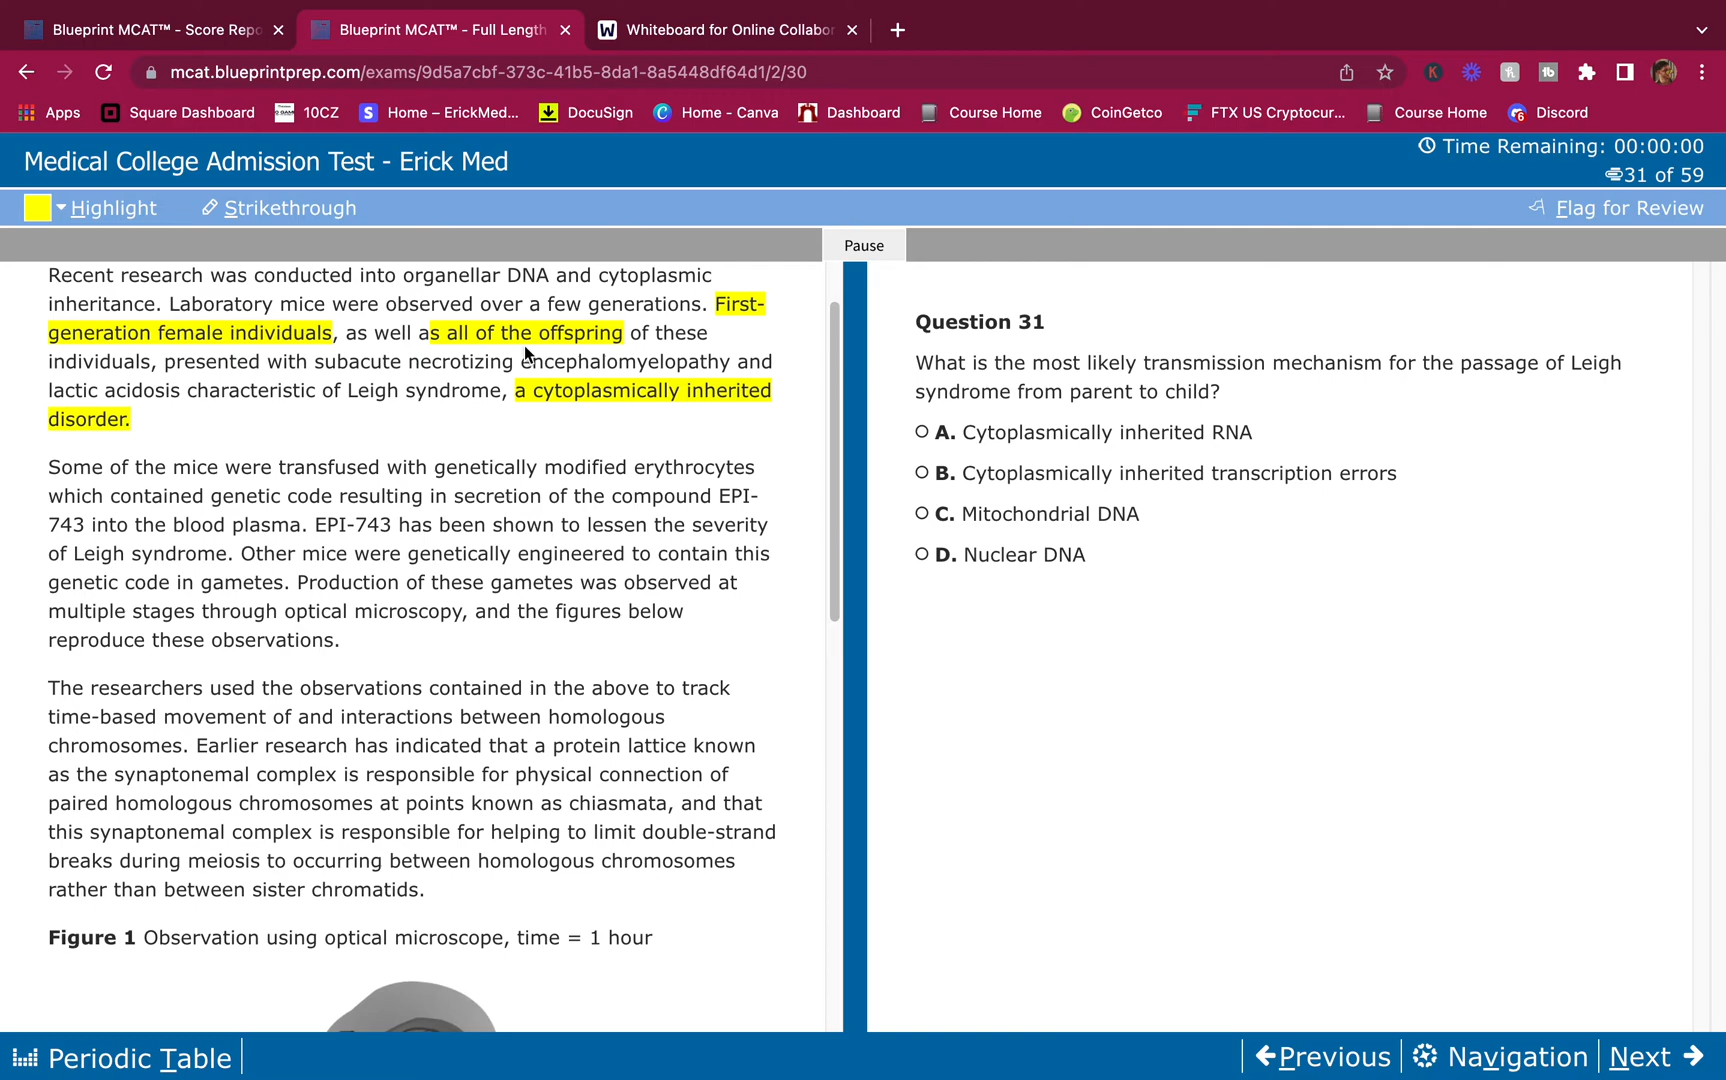 Blueprint MCAT™ - Score Repo
Blueprint MCAT™ - Full Length
W Whiteboard for Online Collabor
mcat.blueprintprep.com/exams/9d5a7cbf-373c-41b5-8da1-8a5448df64d1/2/30
Apps Square Dashboard 10CZ Home – ErickMed... DocuSign Home - Canva Dashboard Course Home CoinGetco FTX US Cryptocur... Course Home Discord
Medical College Admission Test - Erick Med
Time Remaining: 00:00:00
31 of 59
Highlight Strikethrough Flag for Review
Pause
Recent research was conducted into organellar DNA and cytoplasmic
inheritance. Laboratory mice were observed over a few generations. First-
generation female individuals, as well as all of the offspring of these
individuals, presented with subacute necrotizing encephalomyelopathy and
lactic acidosis characteristic of Leigh syndrome, a cytoplasmically inherited
disorder.
Some of the mice were transfused with genetically modified erythrocytes
which contained genetic code resulting in secretion of the compound EPI-
743 into the blood plasma. EPI-743 has been shown to lessen the severity
of Leigh syndrome. Other mice were genetically engineered to contain this
genetic code in gametes. Production of these gametes was observed at
multiple stages through optical microscopy, and the figures below
reproduce these observations.
The researchers used the observations contained in the above to track
time-based movement of and interactions between homologous
chromosomes. Earlier research has indicated that a protein lattice known
as the synaptonemal complex is responsible for physical connection of
paired homologous chromosomes at points known as chiasmata, and that
this synaptonemal complex is responsible for helping to limit double-strand
breaks during meiosis to occurring between homologous chromosomes
rather than between sister chromatids.
Figure 1 Observation using optical microscope, time = 1 hour
Question 31
What is the most likely transmission mechanism for the passage of Leigh
syndrome from parent to child?
A. Cytoplasmically inherited RNA
B. Cytoplasmically inherited transcription errors
C. Mitochondrial DNA
D. Nuclear DNA
Periodic Table
Previous Navigation Next